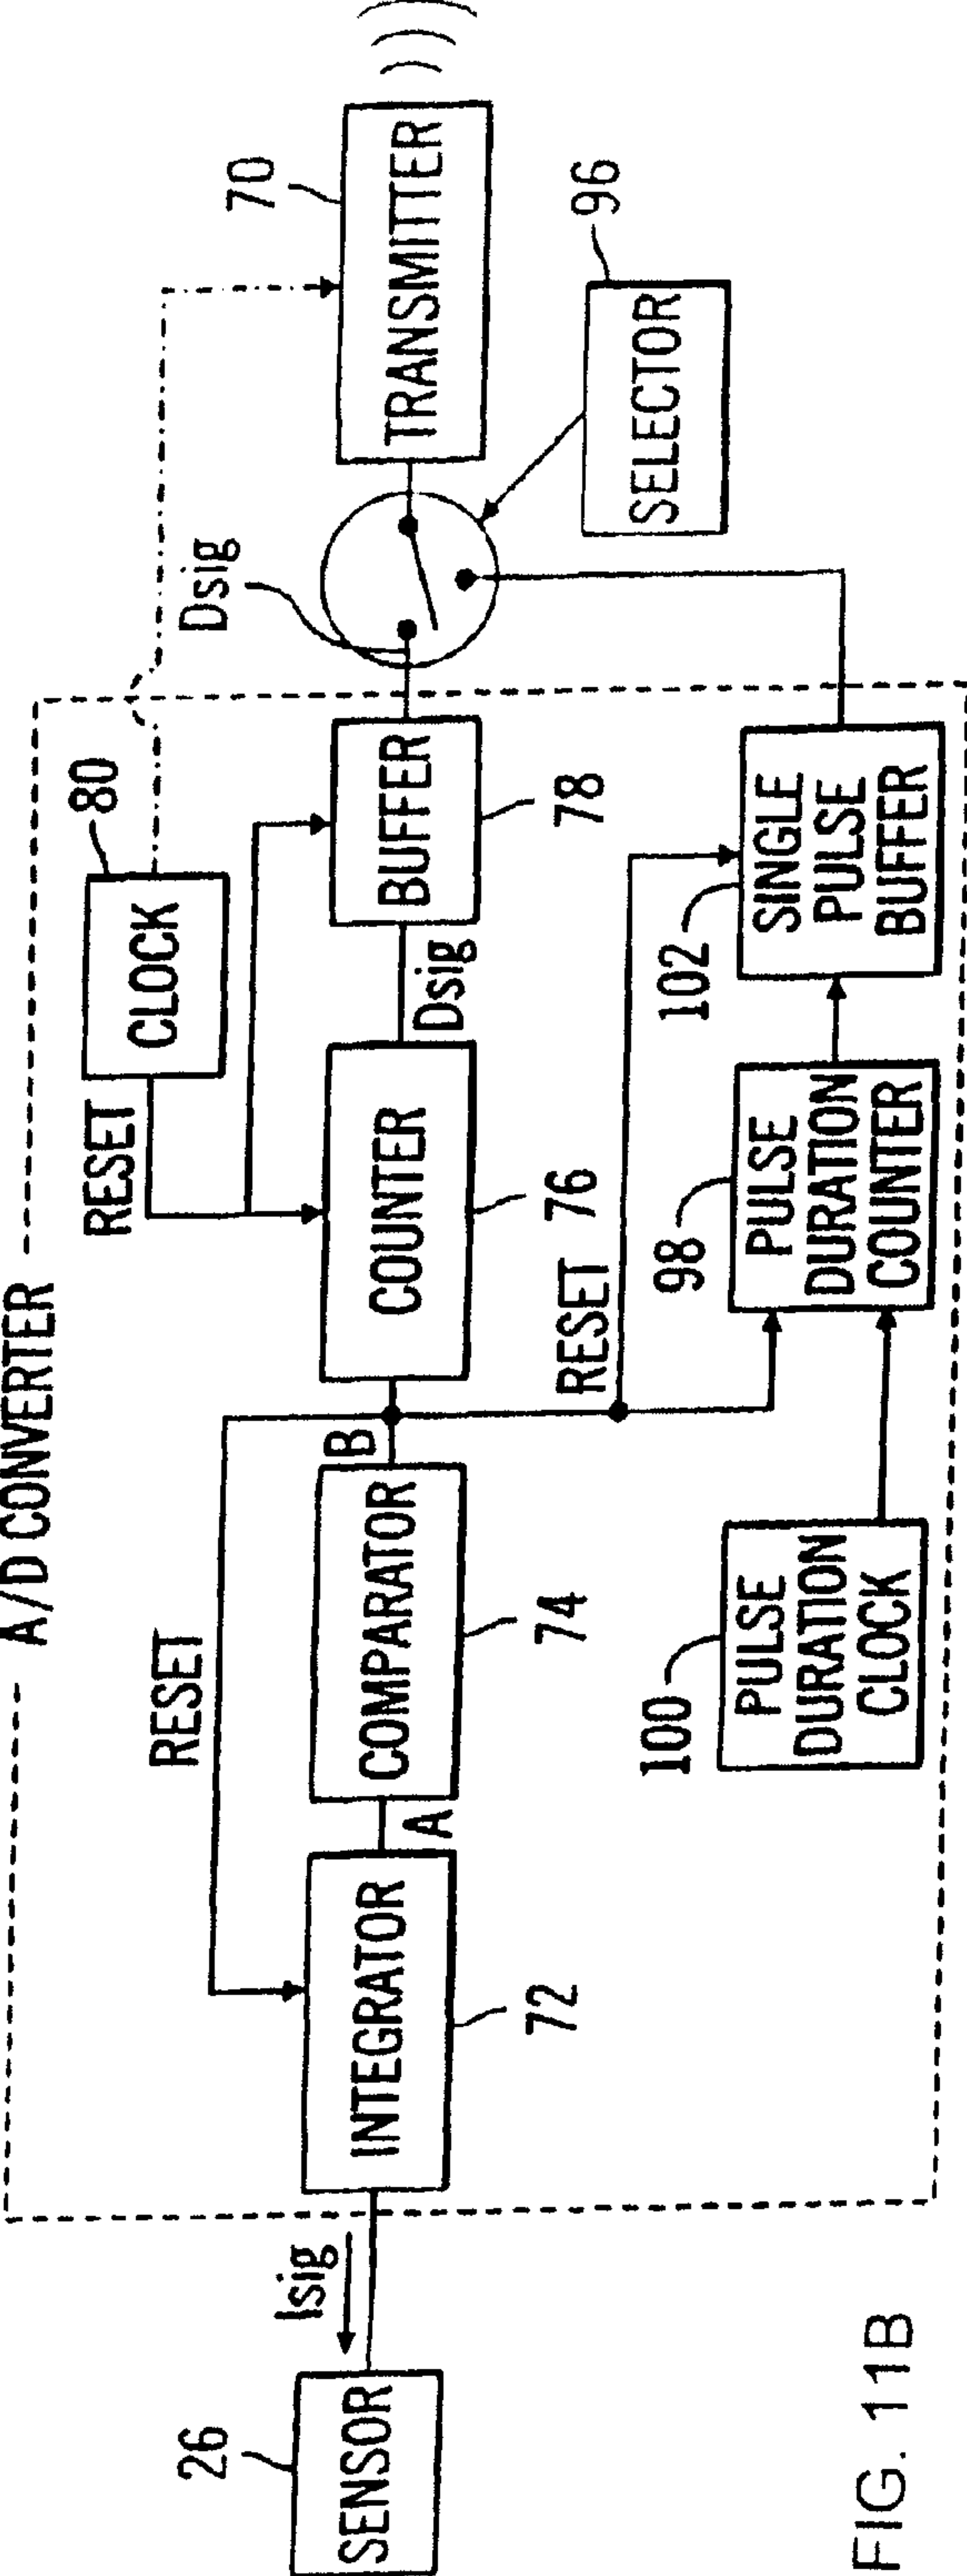 A/D CONVERTER
RESET
CLOCK
80
70
RESET
Dsig
26
SENSOR
Isig
INTEGRATOR
72
A
COMPARATOR
74
B
COUNTER
76
Dsig
BUFFER
78
TRANSMITTER
96
SELECTOR
RESET
100
PULSE
DURATION
CLOCK
98
PULSE
DURATION
COUNTER
102
SINGLE
PULSE
BUFFER
FIG. 11B